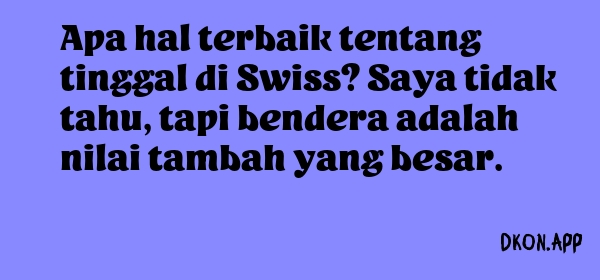 Apa hal terbaik tentang
tinggal di Swiss? Saya tidak
tahu, tapi bendera adalah
nilai tambah yang besar.
DKON.APP